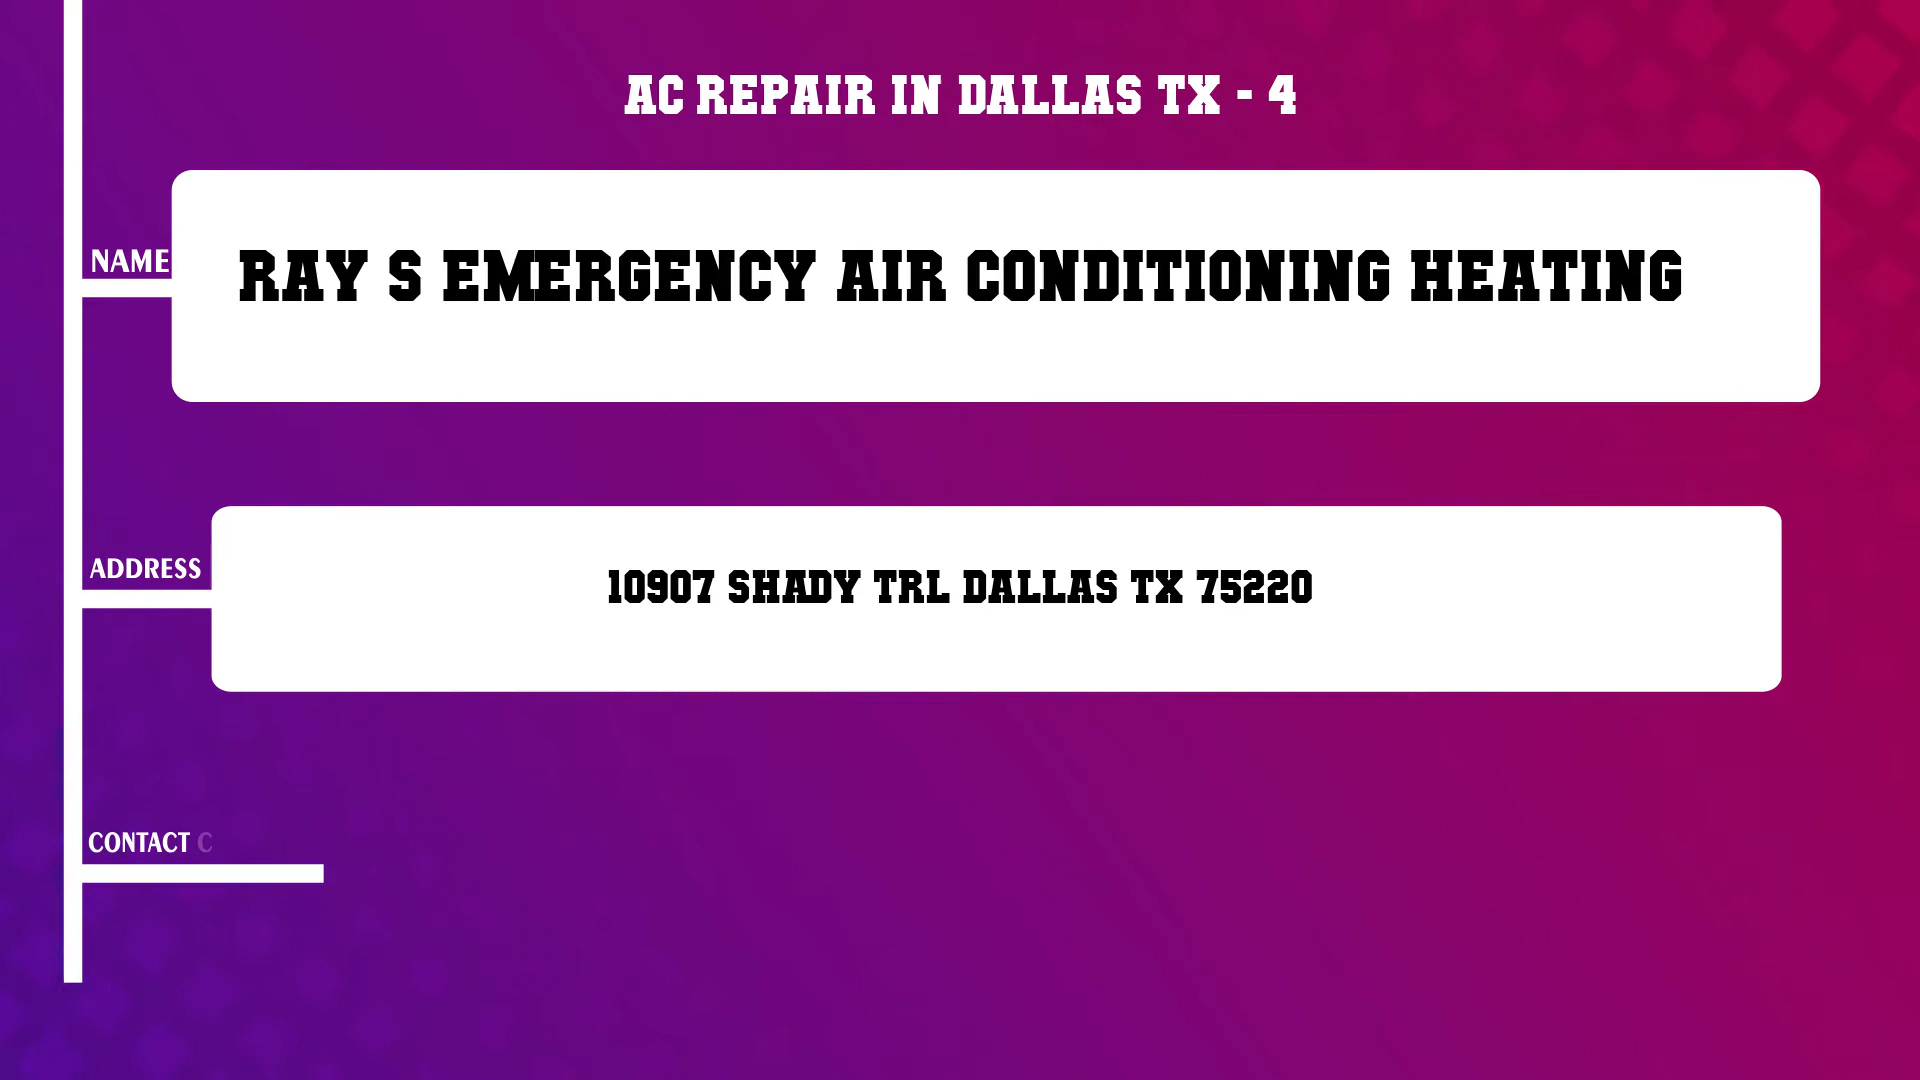 AC REPAIR IN DALLAS TX - 4
NAME
RAY S EMERGENCY AIR CONDITIONING HEATING
ADDRESS
10907 SHADY TRL DALLAS TX 75220
CONTACT C